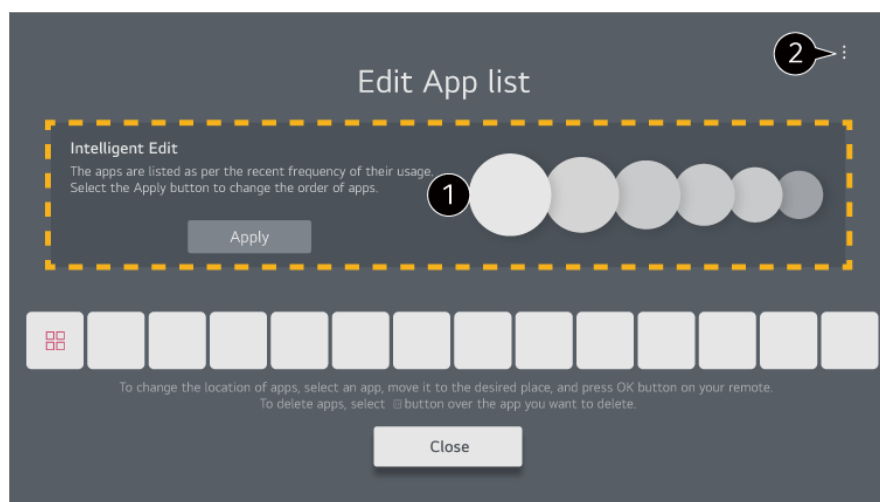 2
Edit App list
Intelligent Edit
The apps are listed as per the recent frequency of their usage.
Select the Apply button to change the order of apps.
1
Apply
To change the location of apps, select an app, move it to the desired place, and press OK button on your remote.
To delete apps, select button over the app you want to delete.
Close